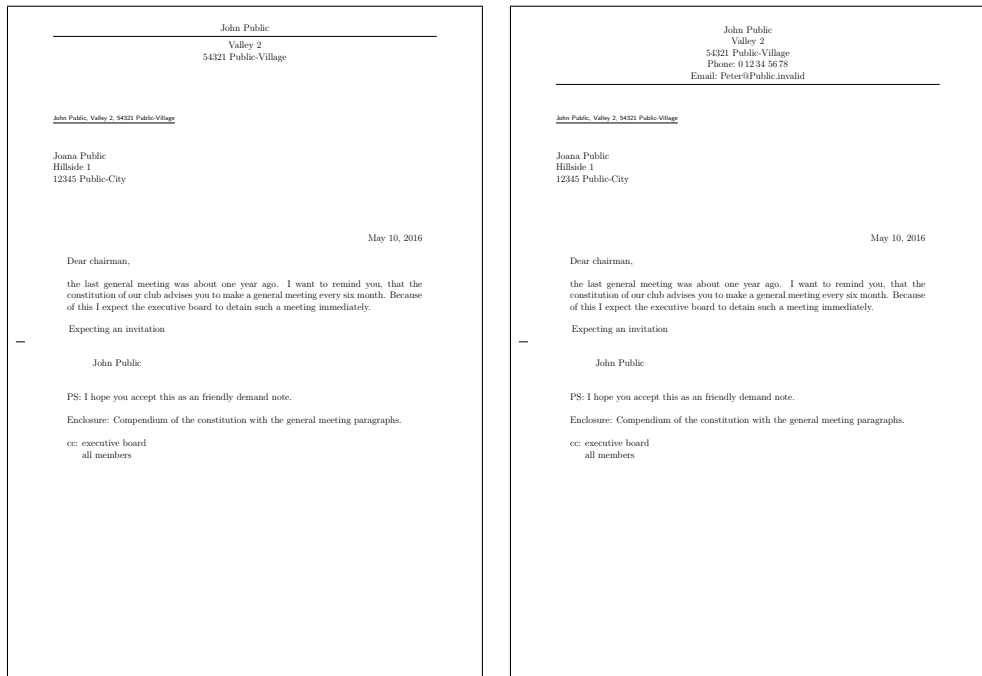 John Public
Valley 2
54321 Public-Village
John Public, Valley 2, 54321 Public-Village
Joana Public
Hillside 1
12345 Public-City
May 10, 2016
Dear chairman,
the last general meeting was about one year ago. I want to remind you, that the
constitution of our club advises you to make a general meeting every six month. Because
of this I expect the executive board to detain such a meeting immediately.
Expecting an invitation
John Public
PS: I hope you accept this as an friendly demand note.
Enclosure: Compendium of the constitution with the general meeting paragraphs.
cc: executive board
all members
John Public
Valley 2
54321 Public-Village
Phone: 0 12 34 56 78
Email: Peter@Public.invalid
John Public, Valley 2, 54321 Public-Village
Joana Public
Hillside 1
12345 Public-City
May 10, 2016
Dear chairman,
the last general meeting was about one year ago. I want to remind you, that the
constitution of our club advises you to make a general meeting every six month. Because
of this I expect the executive board to detain such a meeting immediately.
Expecting an invitation
John Public
PS: I hope you accept this as an friendly demand note.
Enclosure: Compendium of the constitution with the general meeting paragraphs.
cc: executive board
all members